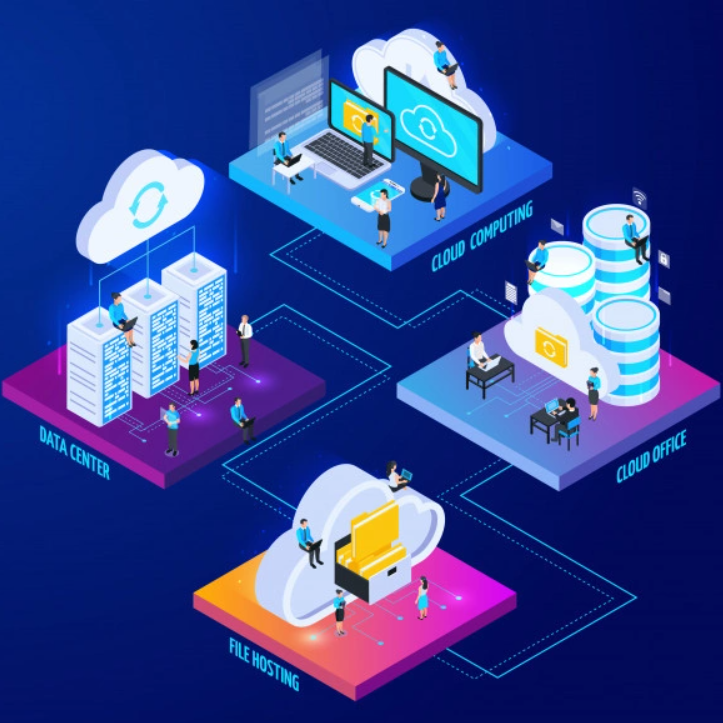 CLOUD COMPUTING
DATA CENTER
CLOUD OFFICE
FILE HOSTING